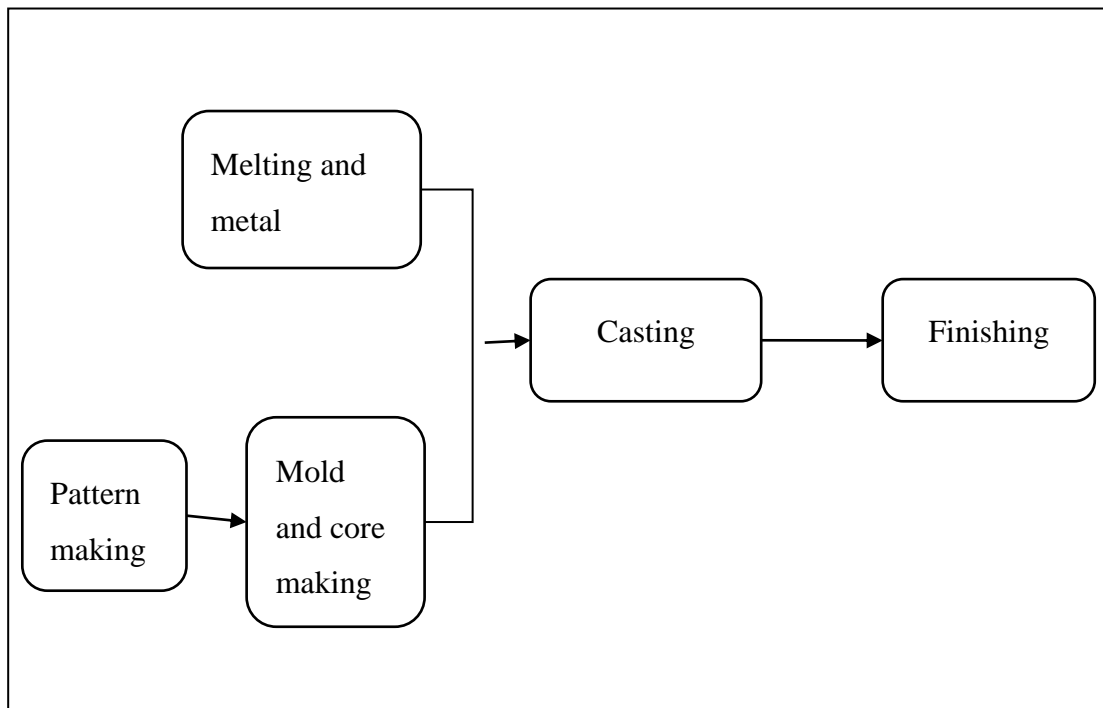 Melting and
metal
Casting
Finishing
Pattern
making
Mold
and core
making